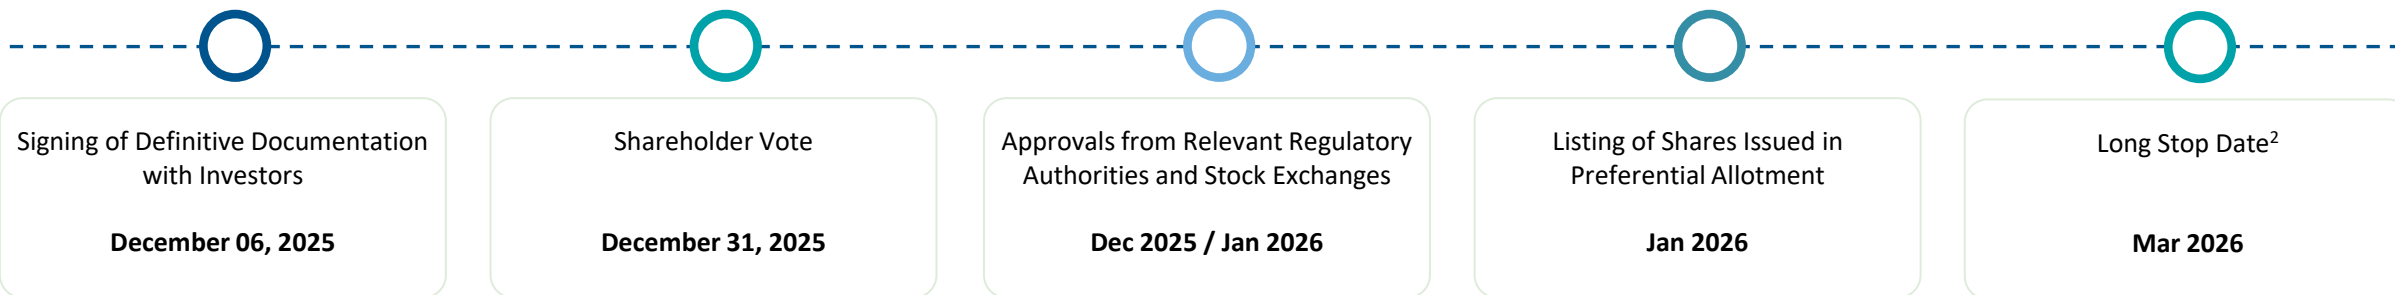 Signing of Definitive Documentation
with Investors
December 06, 2025
Shareholder Vote
December 31, 2025
Approvals from Relevant Regulatory
Authorities and Stock Exchanges
Dec 2025 / Jan 2026
Listing of Shares Issued in
Preferential Allotment
Jan 2026
Long Stop Date²
Mar 2026